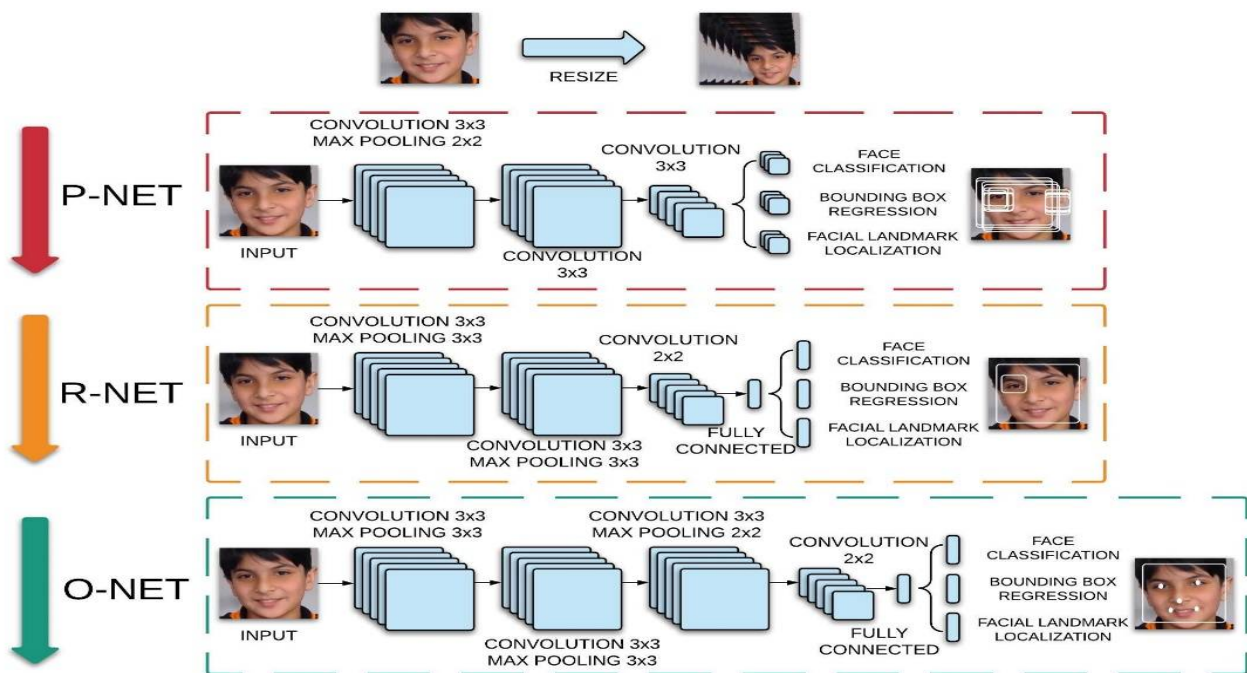 RESIZE
P-NET
CONVOLUTION 3x3
MAX POOLING 2x2
INPUT
CONVOLUTION
3x3
CONVOLUTION
3x3
FACE
CLASSIFICATION
BOUNDING BOX
REGRESSION
FACIAL LANDMARK
LOCALIZATION
R-NET
CONVOLUTION 3x3
MAX POOLING 3x3
INPUT
CONVOLUTION 3x3
MAX POOLING 3x3
CONVOLUTION
2x2
FULLY
CONNECTED
FACE
CLASSIFICATION
BOUNDING BOX
REGRESSION
FACIAL LANDMARK
LOCALIZATION
O-NET
CONVOLUTION 3x3
MAX POOLING 3x3
INPUT
CONVOLUTION 3x3
MAX POOLING 3x3
CONVOLUTION 3x3
MAX POOLING 2x2
CONVOLUTION
2x2
FULLY
CONNECTED
FACE
CLASSIFICATION
BOUNDING BOX
REGRESSION
FACIAL LANDMARK
LOCALIZATION